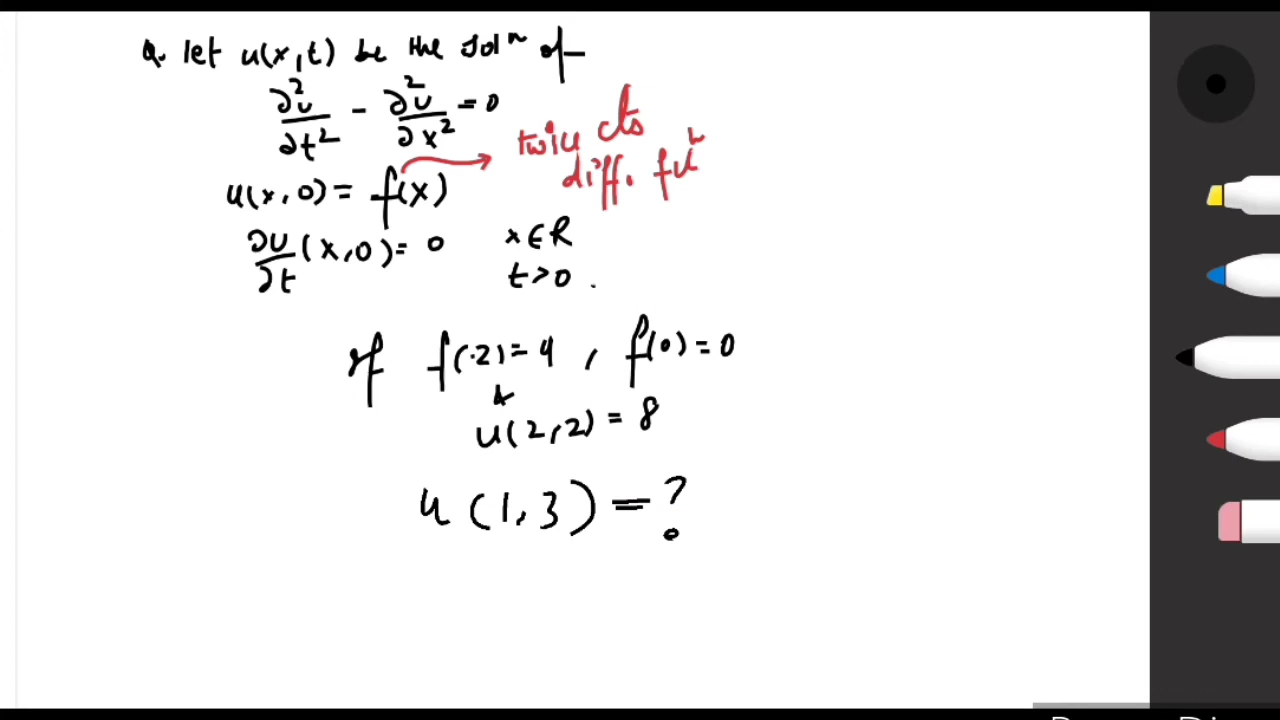 Q. let u(x,t) be the solⁿ of
∂²u/∂t² - ∂²u/∂x² = 0
twice cts
diff. fuⁿ
u(x,0) = f(x)
∂u/∂t (x,0) = 0 x∈R
t>0.
If f(-2) = 4, f(0) = 0
&
u(2,2) = 8
u(1,3) = ?